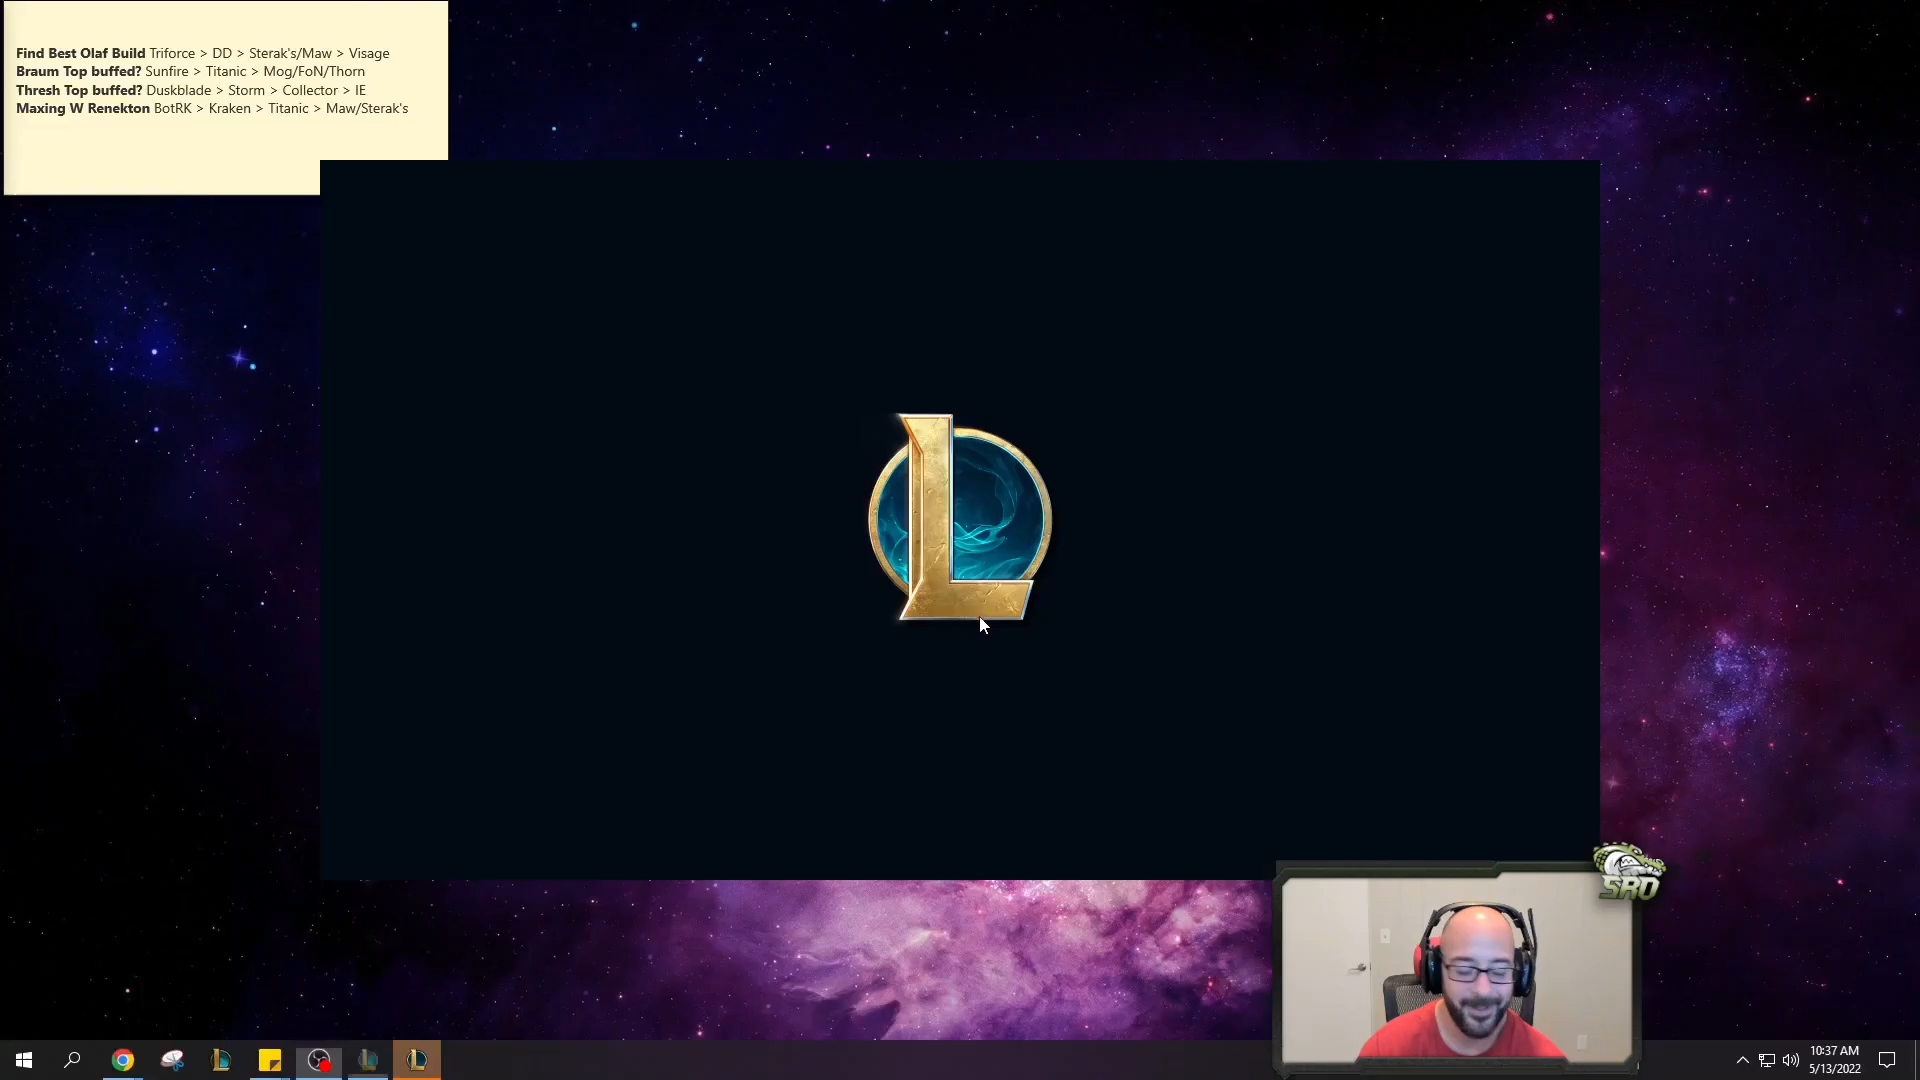 Find Best Olaf Build Triforce > DD > Sterak's/Maw > Visage
Braum Top buffed? Sunfire > Titanic > Mog/FoN/Thorn
Thresh Top buffed? Duskblade > Storm > Collector > IE
Maxing W Renekton BotRK > Kraken > Titanic > Maw/Sterak's
L
SRO
10:37 AM
5/13/2022